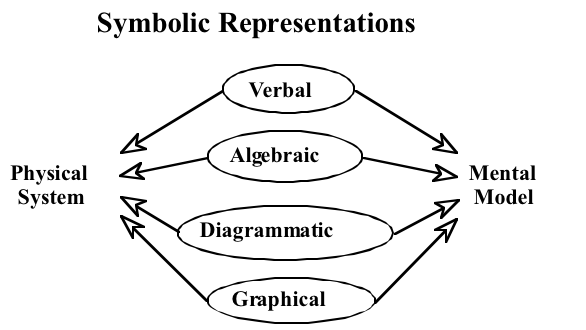 Symbolic Representations
Verbal
Algebraic
Physical
System
Mental
Model
Diagrammatic
Graphical